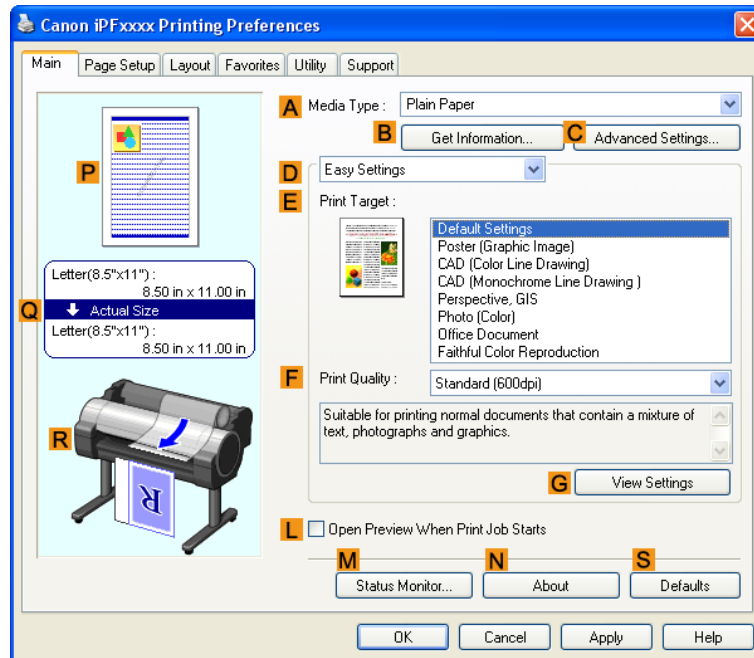 Canon iPFxxxx Printing Preferences
Main Page Setup Layout Favorites Utility Support
A Media Type : Plain Paper
B Get Information... C Advanced Settings...
D Easy Settings
E Print Target :
Default Settings
Poster (Graphic Image)
CAD (Color Line Drawing)
CAD (Monochrome Line Drawing )
Perspective, GIS
Photo (Color)
Office Document
Faithful Color Reproduction
F Print Quality : Standard (600dpi)
Suitable for printing normal documents that contain a mixture of
text, photographs and graphics.
G View Settings
P
Letter(8.5"x11") :
8.50 in x 11.00 in
Q Actual Size
Letter(8.5"x11") :
8.50 in x 11.00 in
R
R
L Open Preview When Print Job Starts
M N S
Status Monitor... About Defaults
OK Cancel Apply Help